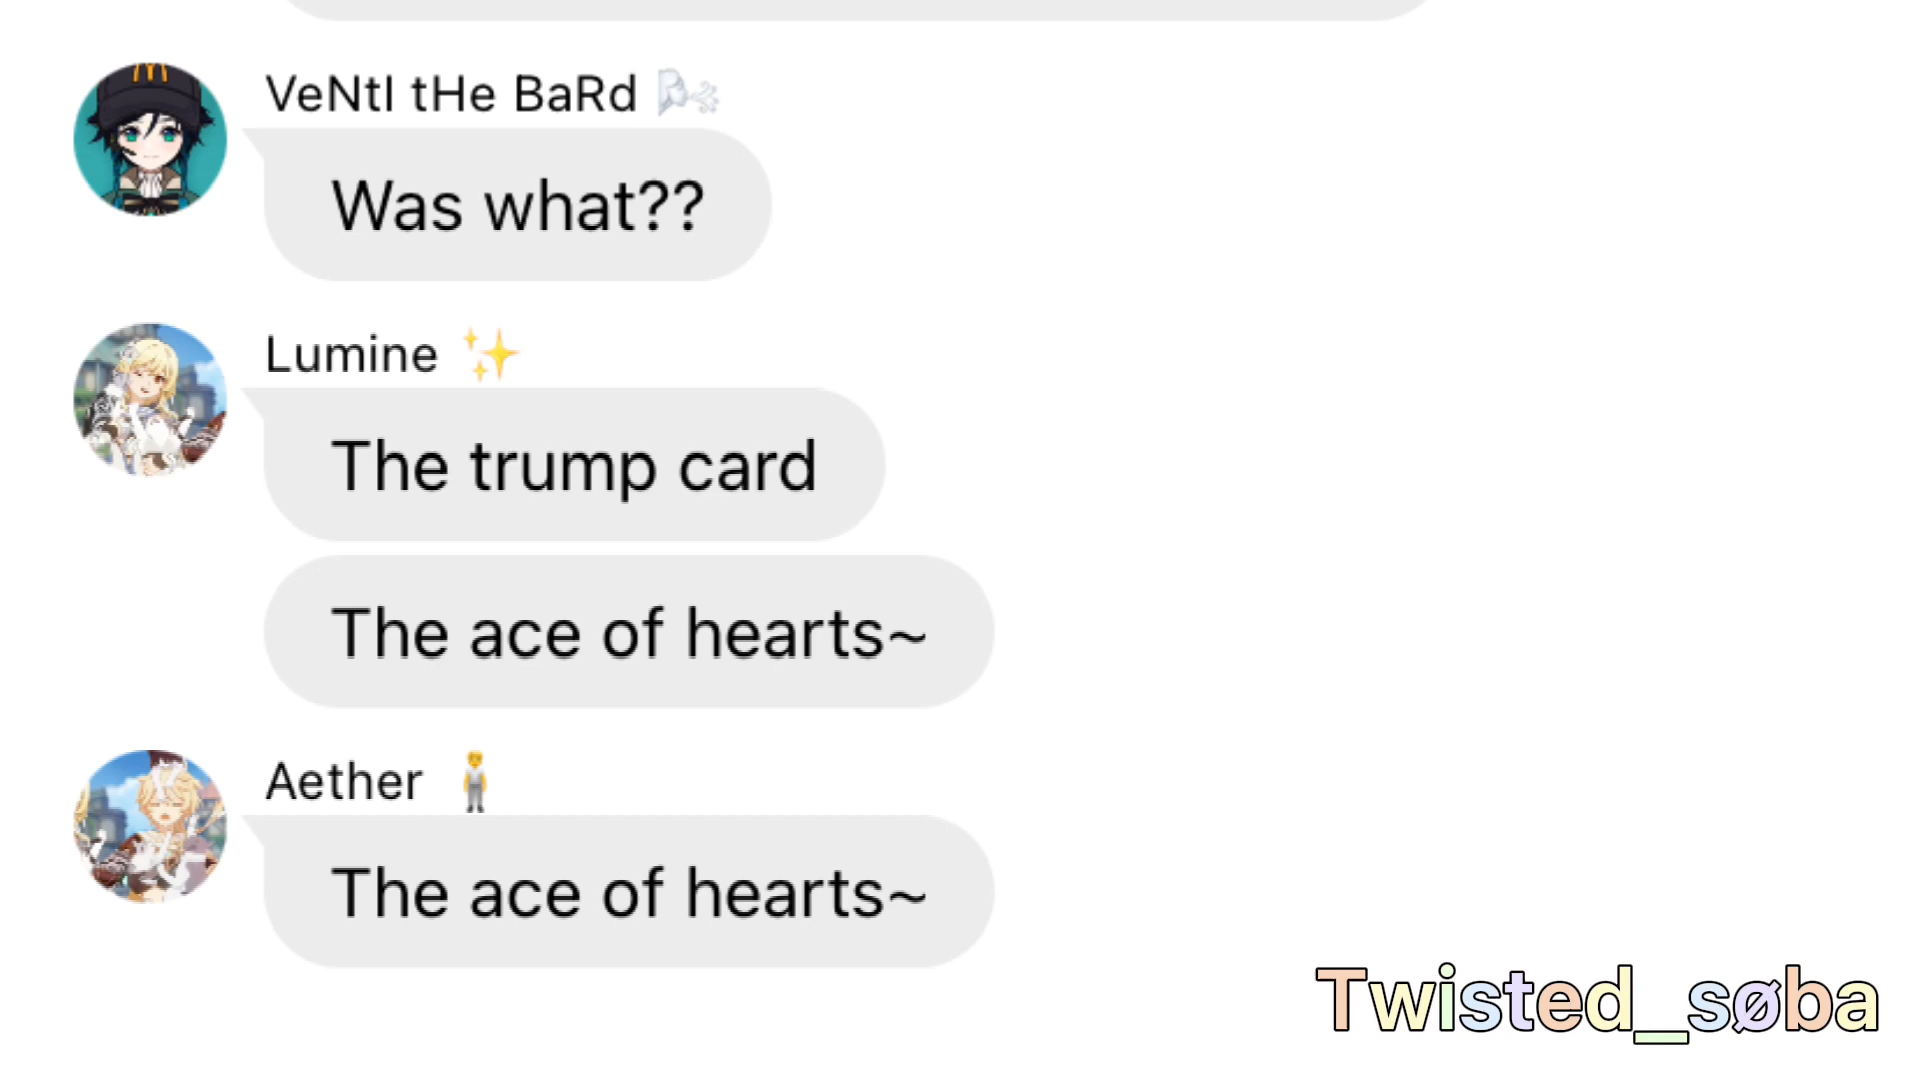 VeNtI tHe BaRd 🌬️
Was what??
Lumine ✨
The trump card
The ace of hearts~
Aether 🧍
The ace of hearts~
Twisted_søba